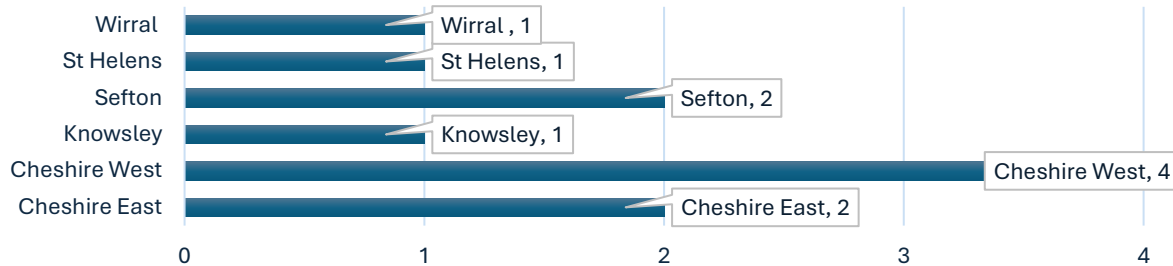 Wirral
Wirral , 1
St Helens
St Helens, 1
Sefton
Sefton, 2
Knowsley
Knowsley, 1
Cheshire West
Cheshire West, 4
Cheshire East
Cheshire East, 2
0 1 2 3 4